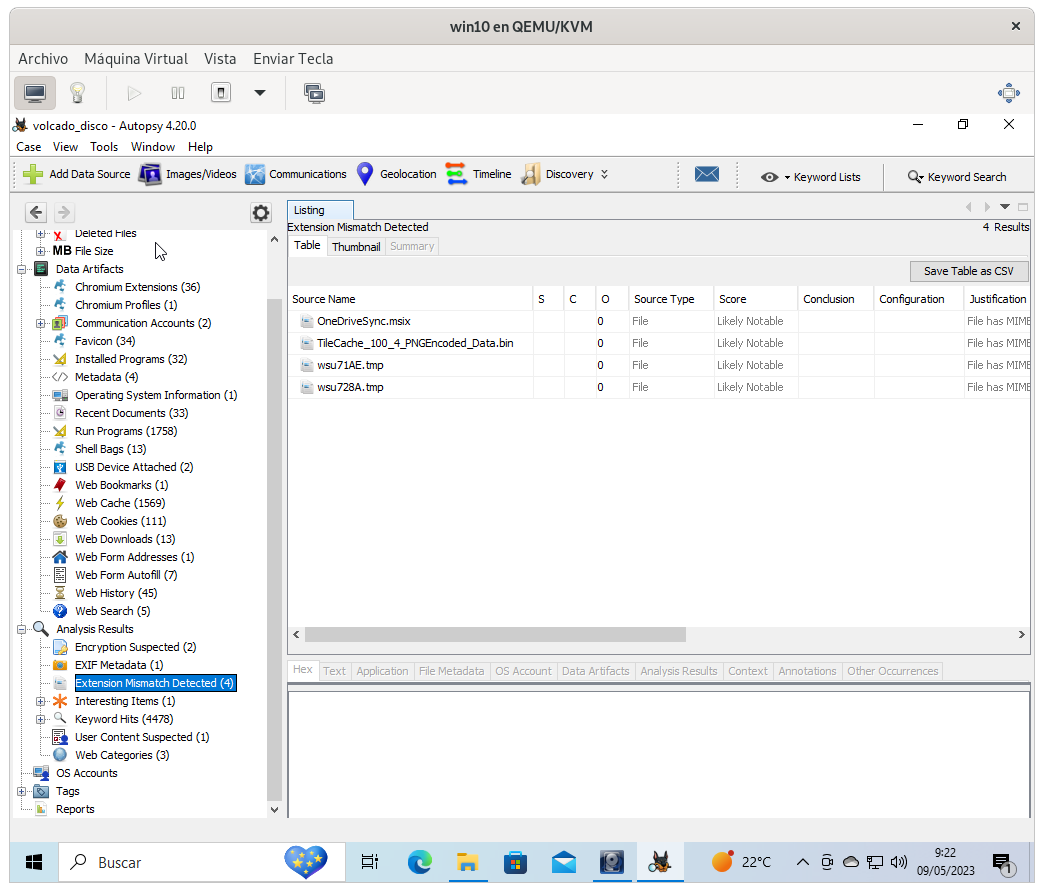 win10 en QEMU/KVM
Archivo Máquina Virtual Vista Enviar Tecla
volcado_disco - Autopsy 4.20.0
Case View Tools Window Help
Add Data Source Images/Videos Communications Geolocation Timeline Discovery Keyword Lists Keyword Search
Listing
Extension Mismatch Detected 4 Results
Table Thumbnail Summary
Save Table as CSV
Source Name S C O Source Type Score Conclusion Configuration Justification
OneDriveSync.msix 0 File Likely Notable File has MIME
TileCache_100_4_PNGEncoded_Data.bin 0 File Likely Notable File has MIME
wsu71AE.tmp 0 File Likely Notable File has MIME
wsu728A.tmp 0 File Likely Notable File has MIME
Deleted Files
MB File Size
Data Artifacts
Chromium Extensions (36)
Chromium Profiles (1)
Communication Accounts (2)
Favicon (34)
Installed Programs (32)
Metadata (4)
Operating System Information (1)
Recent Documents (33)
Run Programs (1758)
Shell Bags (13)
USB Device Attached (2)
Web Bookmarks (1)
Web Cache (1569)
Web Cookies (111)
Web Downloads (13)
Web Form Addresses (1)
Web Form Autofill (7)
Web History (45)
Web Search (5)
Analysis Results
Encryption Suspected (2)
EXIF Metadata (1)
Extension Mismatch Detected (4)
Interesting Items (1)
Keyword Hits (4478)
User Content Suspected (1)
Web Categories (3)
OS Accounts
Tags
Reports
Hex Text Application File Metadata OS Account Data Artifacts Analysis Results Context Annotations Other Occurrences
Buscar
22°C
9:22
09/05/2023
1